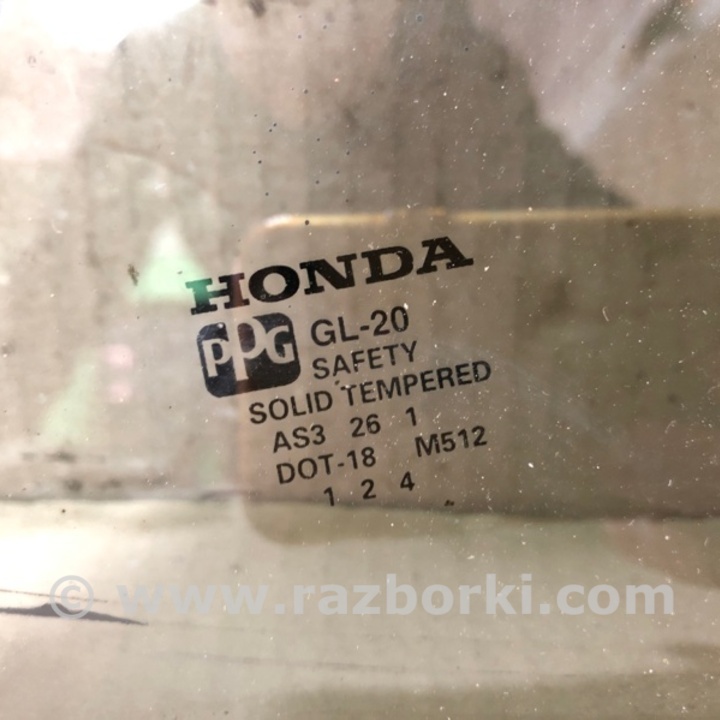 HONDA
PPG GL-20
SAFETY
SOLID TEMPERED
AS3 26 1
DOT-18 M512
1 2 4
© www.razborki.com